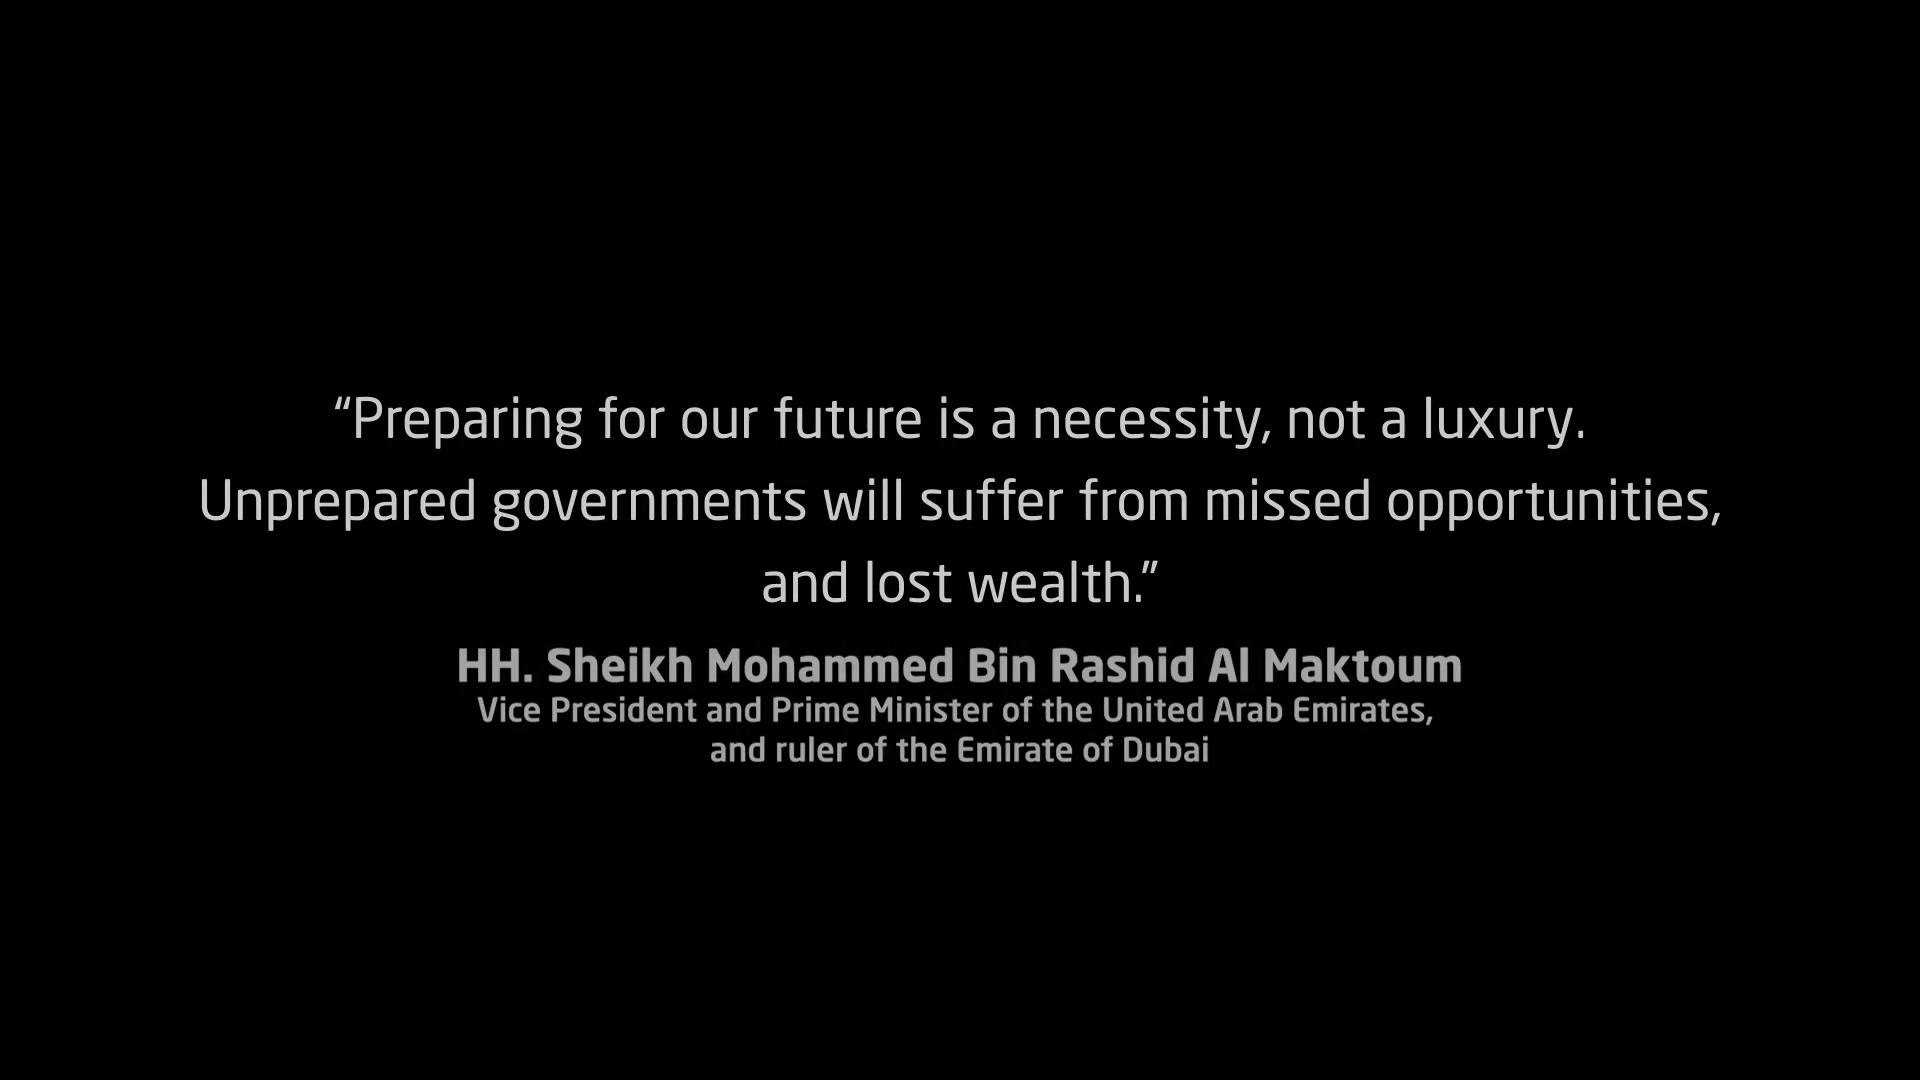 “Preparing for our future is a necessity, not a luxury.
Unprepared governments will suffer from missed opportunities,
and lost wealth.”
HH. Sheikh Mohammed Bin Rashid Al Maktoum
Vice President and Prime Minister of the United Arab Emirates,
and ruler of the Emirate of Dubai